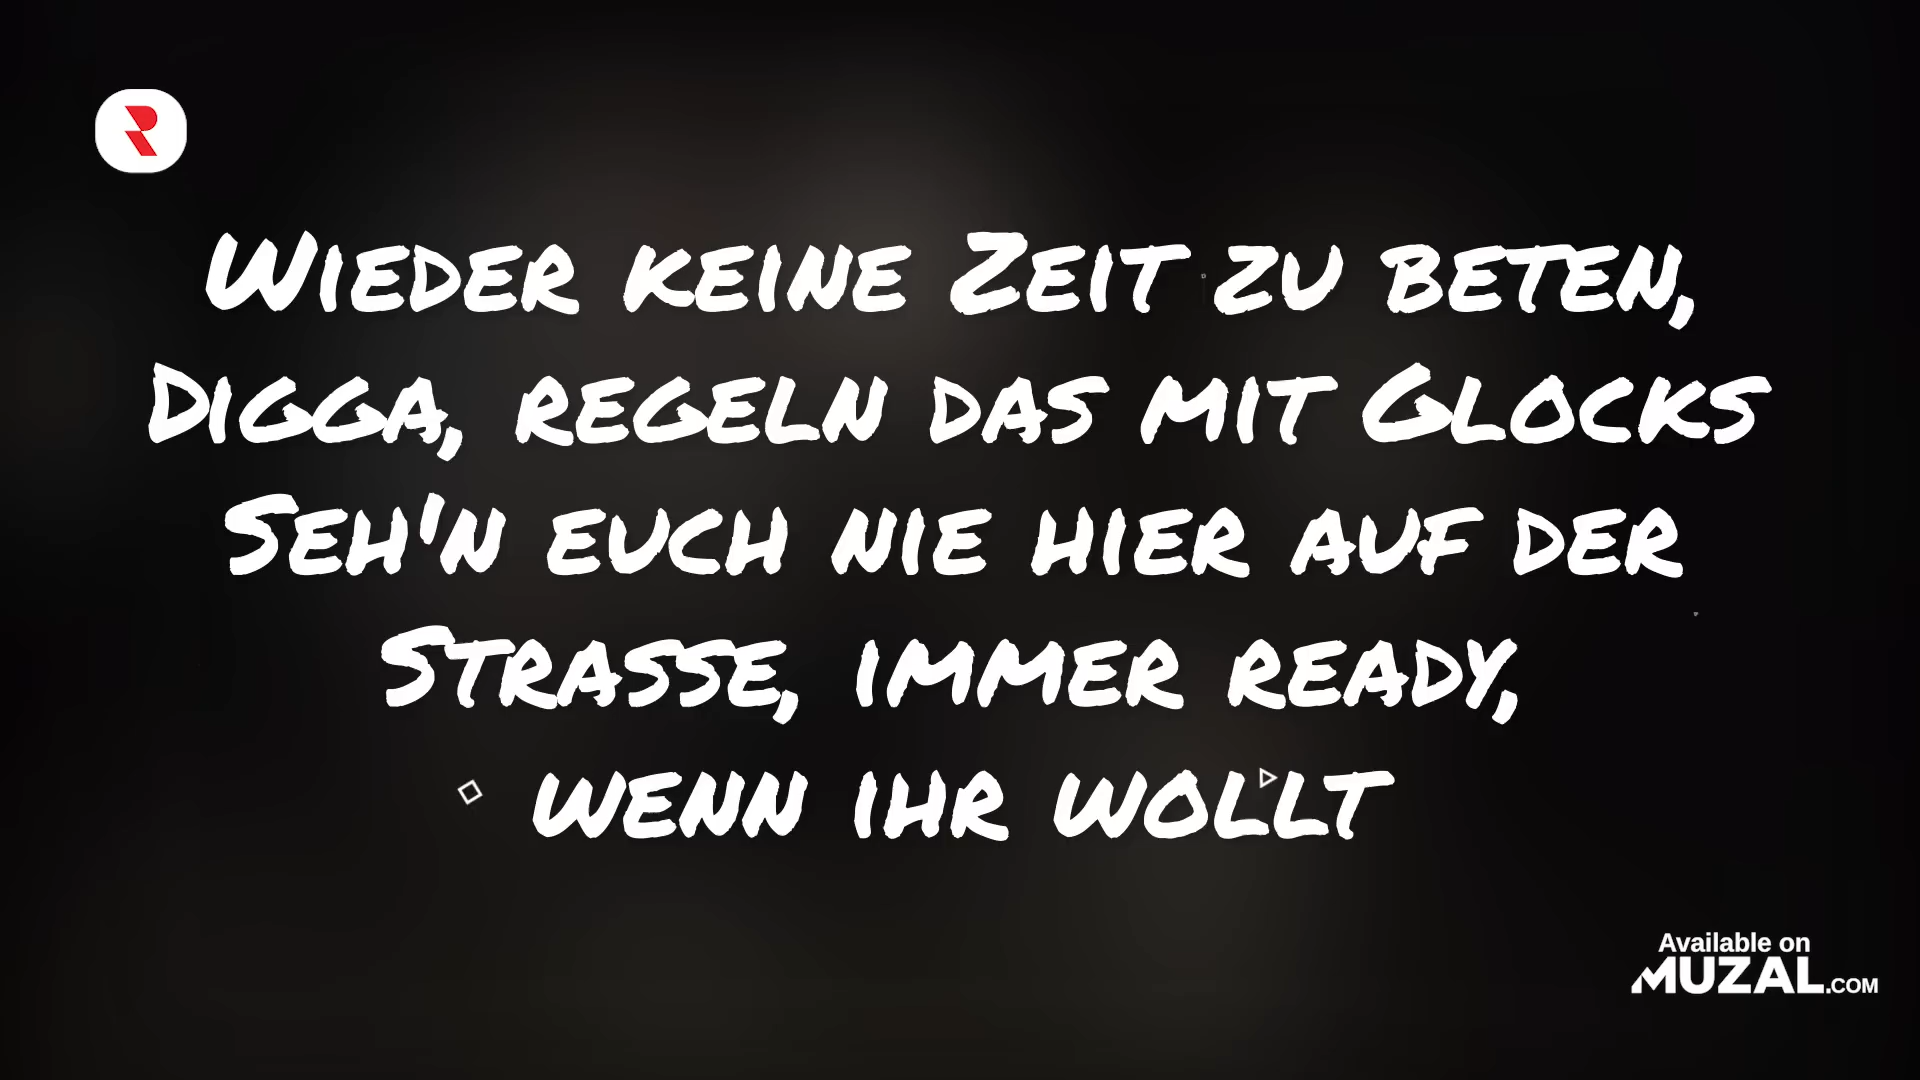 Wieder keine Zeit zu beten,
Digga, regeln das mit Glocks
Seh'n euch nie hier auf der
Strasse, immer ready,
wenn ihr wollt
Available on
MUZAL.COM